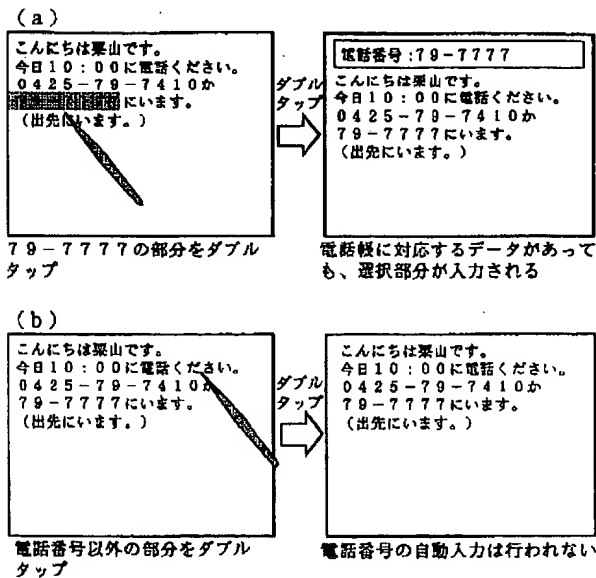 (a)
こんにちは栗山です。
今日10：00に電話ください。
0425－79－7410か
にいます。
(出先にいます。)
ダブル
タップ
電話番号:79－7777
こんにちは栗山です。
今日10：00に電話ください。
0425－79－7410か
79－7777にいます。
(出先にいます。)
79－7777の部分をダブル
タップ
電話帳に対応するデータがあって
も、選択部分が入力される
(b)
こんにちは栗山です。
今日10：00に電話ください。
0425－79－7410か
79－7777にいます。
(出先にいます。)
ダブル
タップ
こんにちは栗山です。
今日10：00に電話ください。
0425－79－7410か
79－7777にいます。
(出先にいます。)
電話番号以外の部分をダブル
タップ
電話番号の自動入力は行われない